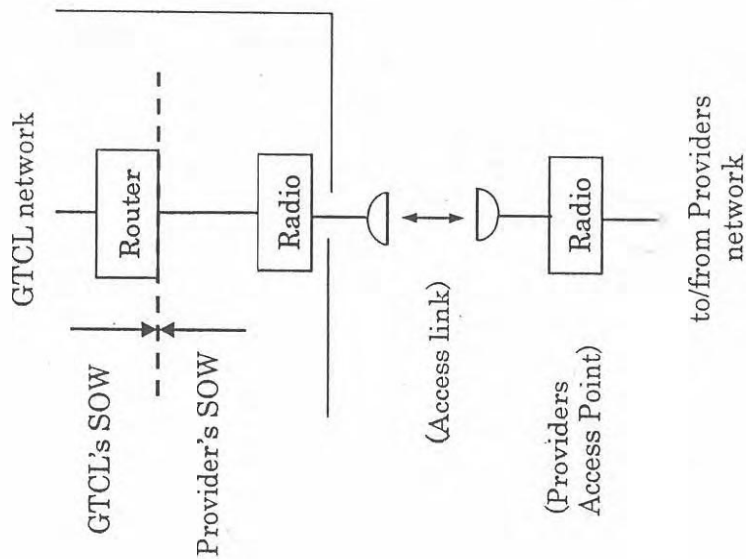 GTCL's SOW
Provider's SOW
GTCL network
Router
Radio
(Access link)
(Providers
Access Point)
Radio
to/from Providers
network